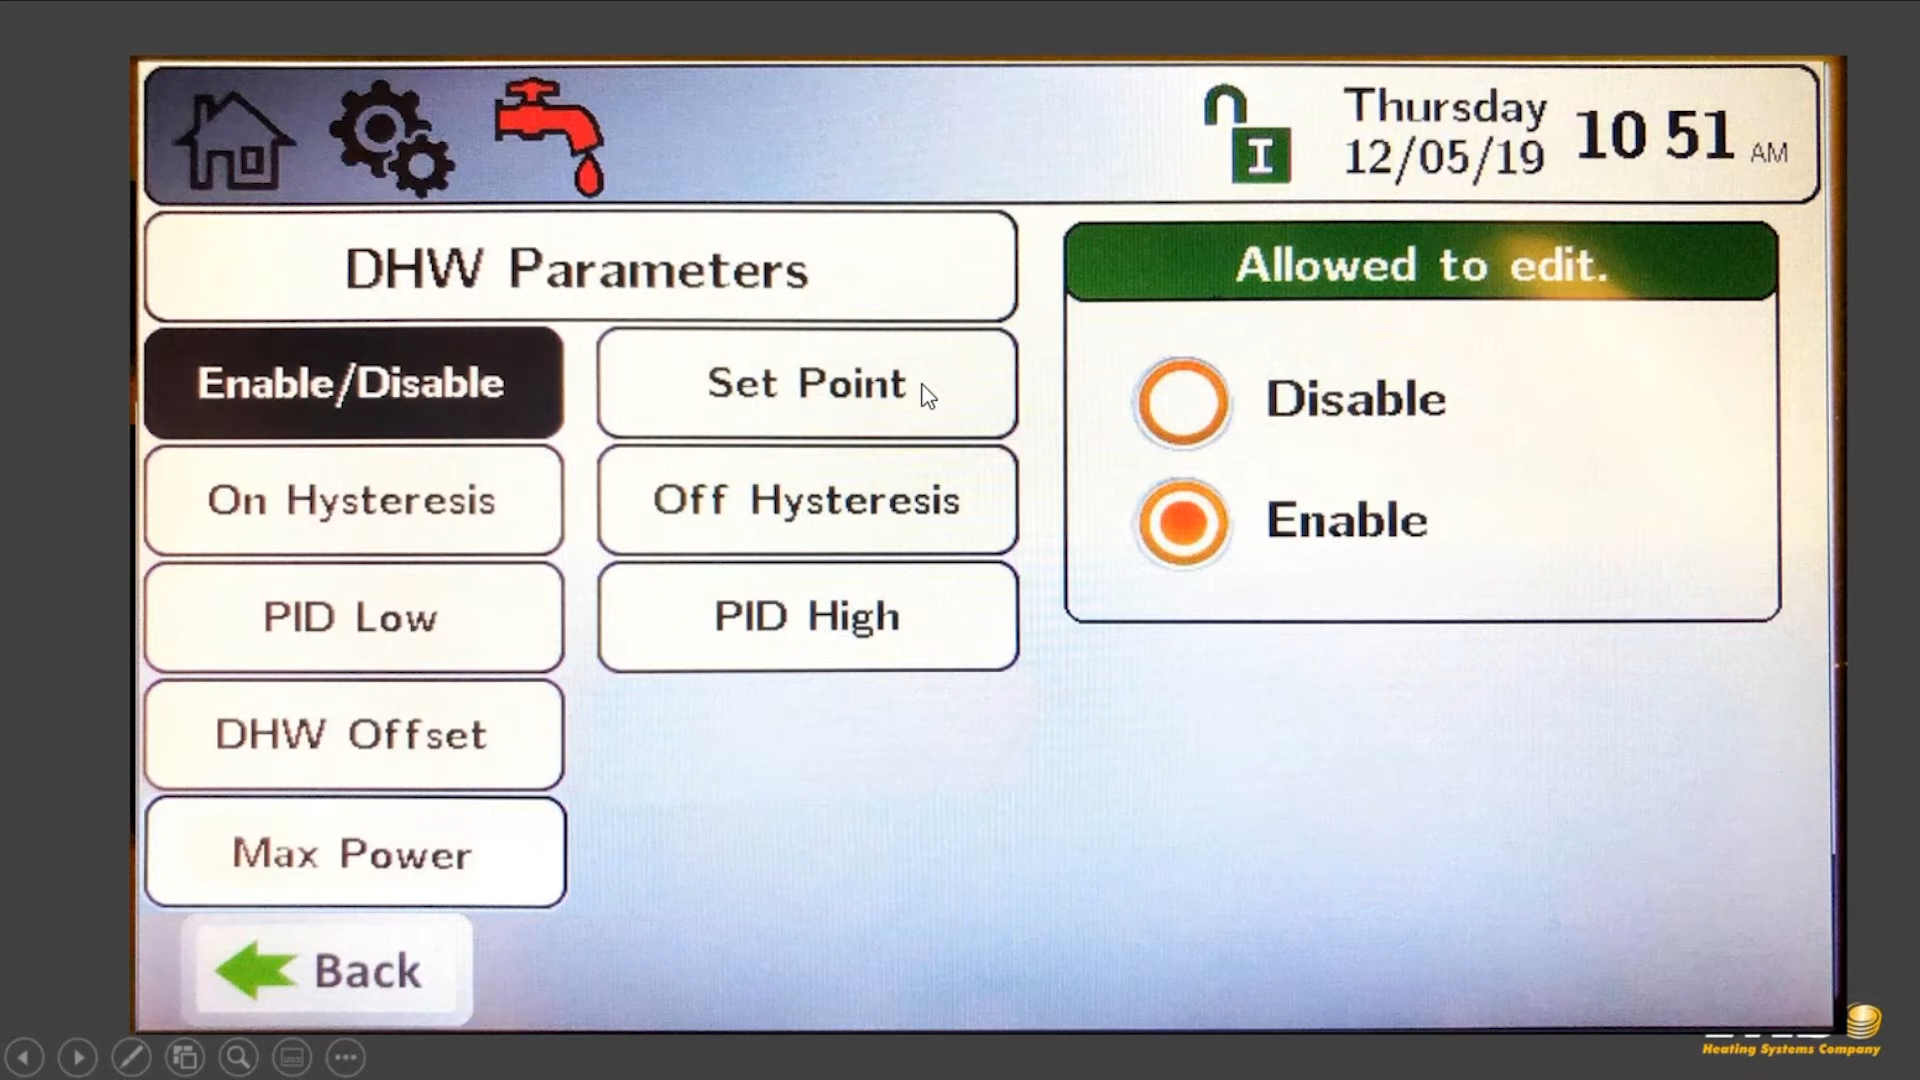 Thursday
12/05/19
10 51 AM
I
DHW Parameters
Allowed to edit.
Enable/Disable
Set Point
Disable
On Hysteresis
Off Hysteresis
Enable
PID Low
PID High
DHW Offset
Max Power
Back
Heating Systems Company